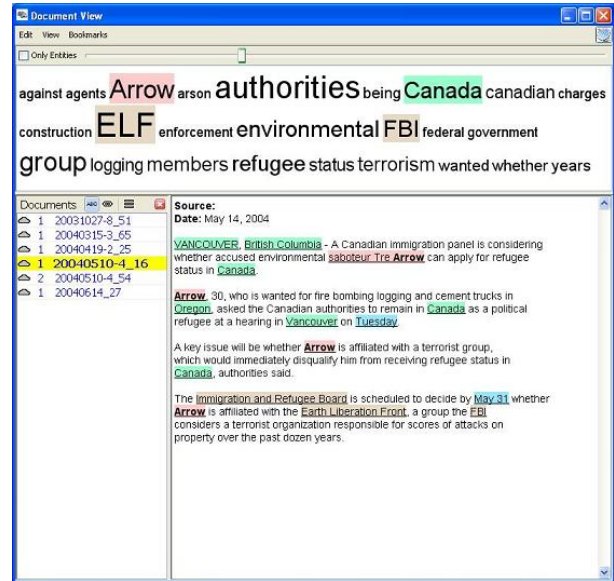 Document View
Edit View Bookmarks
Only Entities
against agents Arrow arson authorities being Canada canadian charges
construction ELF enforcement environmental FBI federal government
group logging members refugee status terrorism wanted whether years
Documents ABC
1 20031027-8_51
1 20040315-3_65
1 20040419-2_25
1 20040510-4_16
2 20040510-4_54
1 20040614_27
Source:
Date: May 14, 2004
VANCOUVER, British Columbia - A Canadian immigration panel is considering
whether accused environmental saboteur Tre Arrow can apply for refugee
status in Canada.
Arrow, 30, who is wanted for fire bombing logging and cement trucks in
Oregon, asked the Canadian authorities to remain in Canada as a political
refugee at a hearing in Vancouver on Tuesday.
A key issue will be whether Arrow is affiliated with a terrorist group,
which would immediately disqualify him from receiving refugee status in
Canada, authorities said.
The Immigration and Refugee Board is scheduled to decide by May 31 whether
Arrow is affiliated with the Earth Liberation Front, a group the FBI
considers a terrorist organization responsible for scores of attacks on
property over the past dozen years.